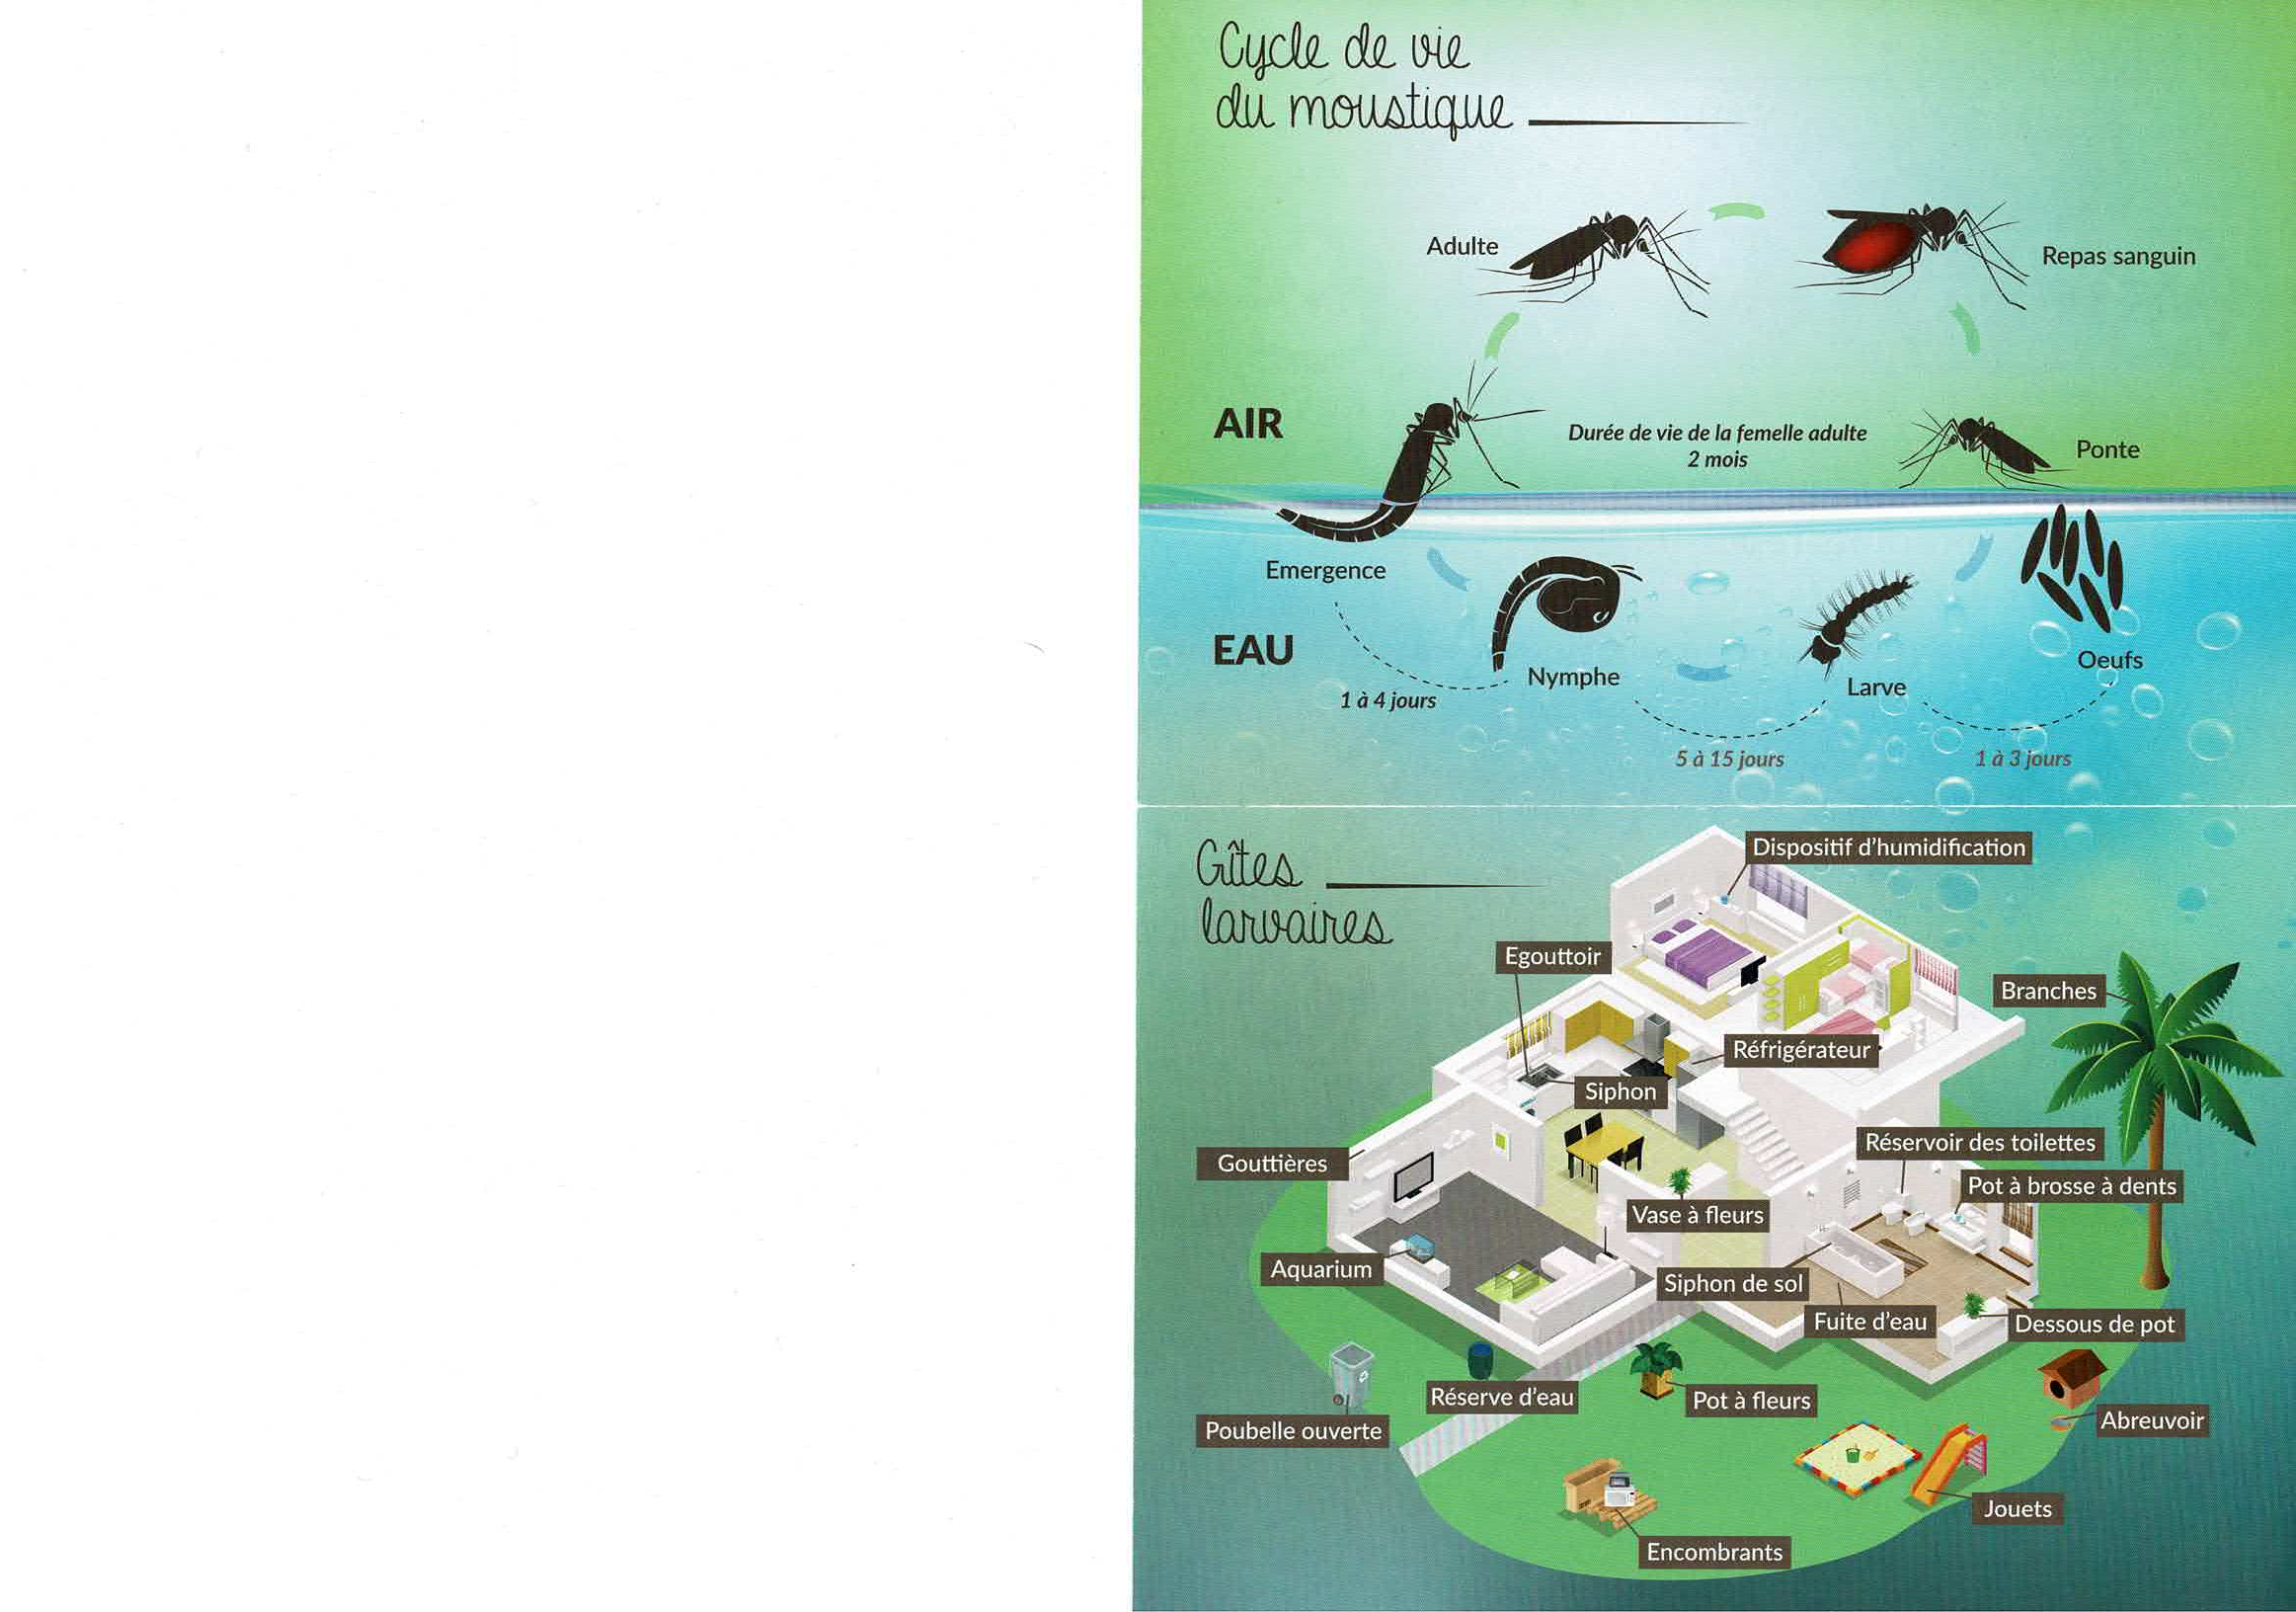 Cycle de vie
du moustique
Adulte
Repas sanguin
AIR
Durée de vie de la femelle adulte
2 mois
Ponte
Emergence
EAU
Nymphe
Larve
Oeufs
1 à 4 jours
5 à 15 jours
1 à 3 jours
Gîtes
larvaires
Dispositif d'humidification
Egouttoir
Branches
Réfrigérateur
Siphon
Réservoir des toilettes
Gouttières
Pot à brosse à dents
Vase à fleurs
Aquarium
Siphon de sol
Fuite d'eau
Dessous de pot
Réserve d'eau
Pot à fleurs
Poubelle ouverte
Abreuvoir
Jouets
Encombrants